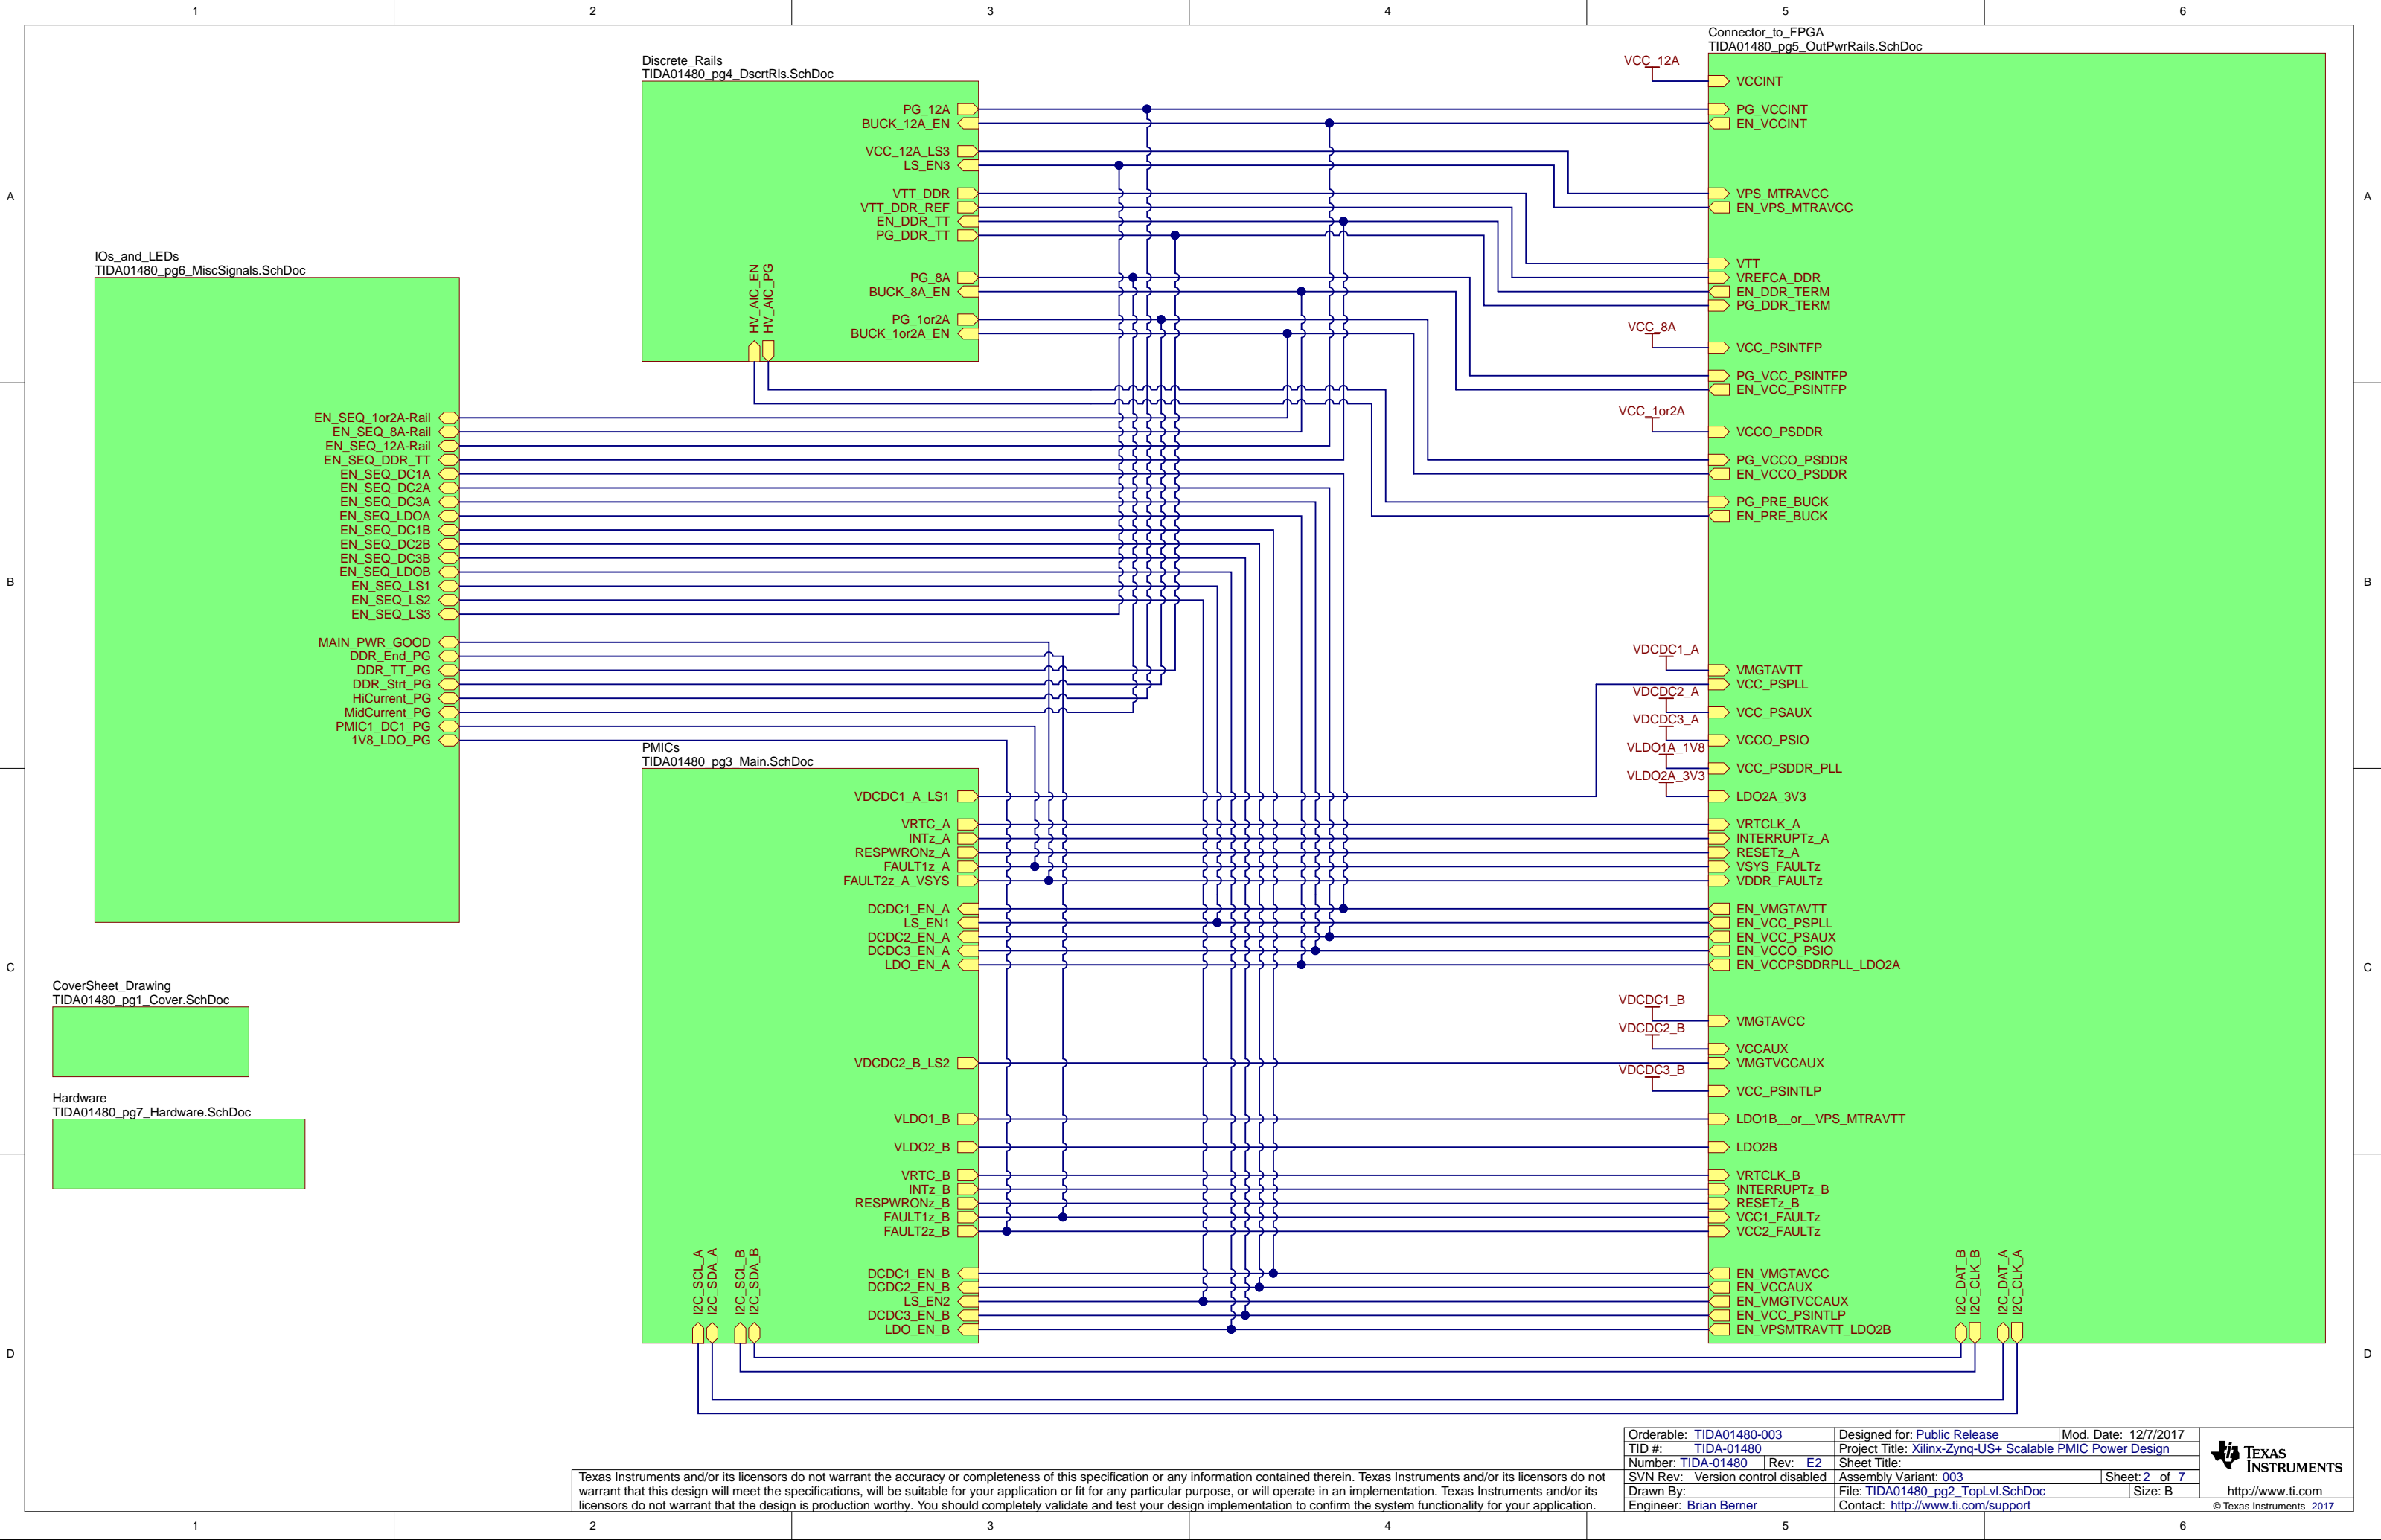 1 2 3 4 5 6
A
B
C
D
A
B
C
D
1 2 3 4 5 6
IOs_and_LEDs
TIDA01480_pg6_MiscSignals.SchDoc
EN_SEQ_1or2A-Rail
EN_SEQ_8A-Rail
EN_SEQ_12A-Rail
EN_SEQ_DDR_TT
EN_SEQ_DC1A
EN_SEQ_DC2A
EN_SEQ_DC3A
EN_SEQ_LDOA
EN_SEQ_DC1B
EN_SEQ_DC2B
EN_SEQ_DC3B
EN_SEQ_LDOB
EN_SEQ_LS1
EN_SEQ_LS2
EN_SEQ_LS3
MAIN_PWR_GOOD
DDR_End_PG
DDR_TT_PG
DDR_Strt_PG
HiCurrent_PG
MidCurrent_PG
PMIC1_DC1_PG
1V8_LDO_PG
CoverSheet_Drawing
TIDA01480_pg1_Cover.SchDoc
Hardware
TIDA01480_pg7_Hardware.SchDoc
Discrete_Rails
TIDA01480_pg4_DscrtRls.SchDoc
PG_12A
BUCK_12A_EN
VCC_12A_LS3
LS_EN3
VTT_DDR
VTT_DDR_REF
EN_DDR_TT
PG_DDR_TT
PG_8A
BUCK_8A_EN
PG_1or2A
BUCK_1or2A_EN
HV_AIC_EN
HV_AIC_PG
PMICs
TIDA01480_pg3_Main.SchDoc
VDCDC1_A_LS1
VRTC_A
INTz_A
RESPWRONz_A
FAULT1z_A
FAULT2z_A_VSYS
DCDC1_EN_A
LS_EN1
DCDC2_EN_A
DCDC3_EN_A
LDO_EN_A
VDCDC2_B_LS2
VLDO1_B
VLDO2_B
VRTC_B
INTz_B
RESPWRONz_B
FAULT1z_B
FAULT2z_B
DCDC1_EN_B
DCDC2_EN_B
LS_EN2
DCDC3_EN_B
LDO_EN_B
I2C_SCL_A
I2C_SDA_A
I2C_SCL_B
I2C_SDA_B
Connector_to_FPGA
TIDA01480_pg5_OutPwrRails.SchDoc
VCC_12A
VCCINT
PG_VCCINT
EN_VCCINT
VPS_MTRAVCC
EN_VPS_MTRAVCC
VTT
VREFCA_DDR
EN_DDR_TERM
PG_DDR_TERM
VCC_8A
VCC_PSINTFP
PG_VCC_PSINTFP
EN_VCC_PSINTFP
VCC_1or2A
VCCO_PSDDR
PG_VCCO_PSDDR
EN_VCCO_PSDDR
PG_PRE_BUCK
EN_PRE_BUCK
VDCDC1_A
VMGTAVTT
VCC_PSPLL
VDCDC2_A
VCC_PSAUX
VDCDC3_A
VCCO_PSIO
VLDO1A_1V8
VCC_PSDDR_PLL
VLDO2A_3V3
LDO2A_3V3
VRTCLK_A
INTERRUPTz_A
RESETz_A
VSYS_FAULTz
VDDR_FAULTz
EN_VMGTAVTT
EN_VCC_PSPLL
EN_VCC_PSAUX
EN_VCCO_PSIO
EN_VCCPSDDRPLL_LDO2A
VDCDC1_B
VMGTAVCC
VDCDC2_B
VCCAUX
VMGTVCCAUX
VDCDC3_B
VCC_PSINTLP
LDO1B__or__VPS_MTRAVTT
LDO2B
VRTCLK_B
INTERRUPTz_B
RESETz_B
VCC1_FAULTz
VCC2_FAULTz
EN_VMGTAVCC
EN_VCCAUX
EN_VMGTVCCAUX
EN_VCC_PSINTLP
EN_VPSMTRAVTT_LDO2B
I2C_DAT_B
I2C_CLK_B
I2C_DAT_A
I2C_CLK_A
Texas Instruments and/or its licensors do not warrant the accuracy or completeness of this specification or any information contained therein. Texas Instruments and/or its licensors do not
warrant that this design will meet the specifications, will be suitable for your application or fit for any particular purpose, or will operate in an implementation. Texas Instruments and/or its
licensors do not warrant that the design is production worthy. You should completely validate and test your design implementation to confirm the system functionality for your application.
Orderable: TIDA01480-003 Designed for: Public Release Mod. Date: 12/7/2017
TID #: TIDA-01480 Project Title: Xilinx-Zynq-US+ Scalable PMIC Power Design
Number: TIDA-01480 Rev: E2 Sheet Title:
SVN Rev: Version control disabled Assembly Variant: 003 Sheet: 2 of 7
Drawn By: File: TIDA01480_pg2_TopLvl.SchDoc Size: B
Engineer: Brian Berner Contact: http://www.ti.com/support
TEXAS
INSTRUMENTS
http://www.ti.com
© Texas Instruments 2017